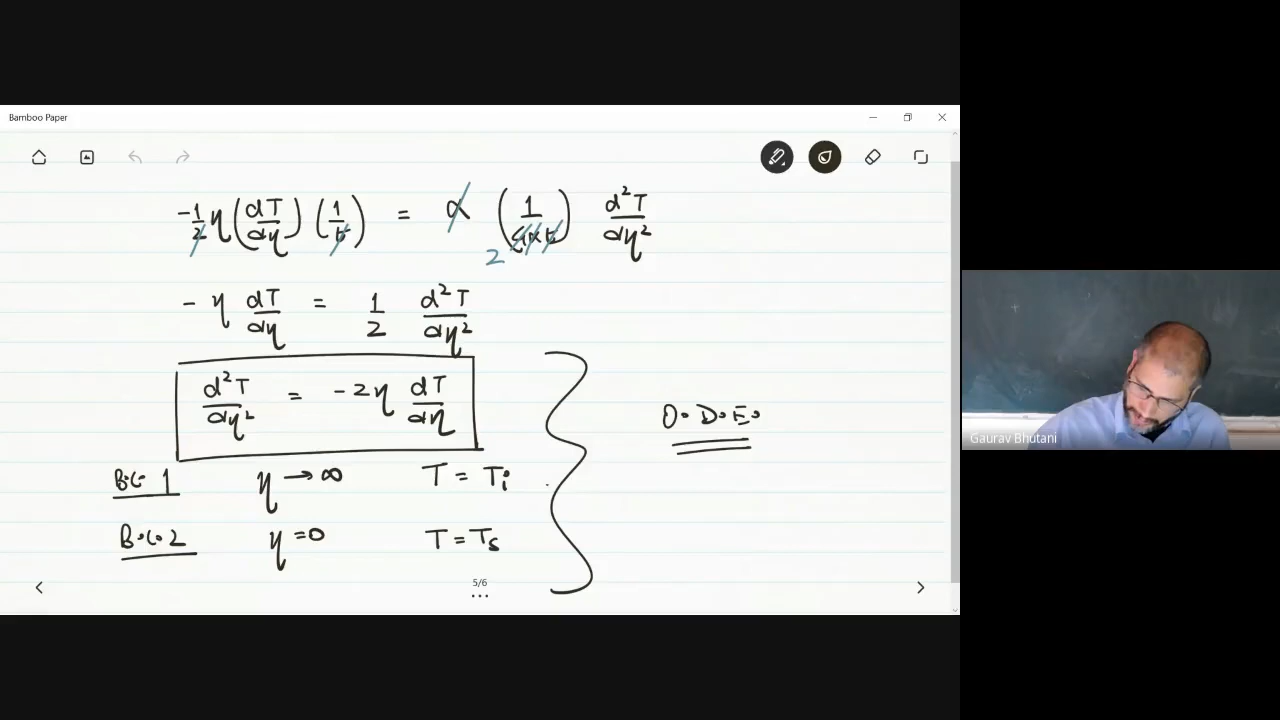 Bamboo Paper
-1/2 η (dT/dη) (1/t) = α (1/4αt) d²T/dη²
2
- η dT/dη = 1/2 d²T/dη²
d²T/dη² = -2η dT/dη
O.D.E.
B.C. 1 η → ∞ T = Ti
B.C. 2 η = 0 T = Ts
5/6
Gaurav Bhutani